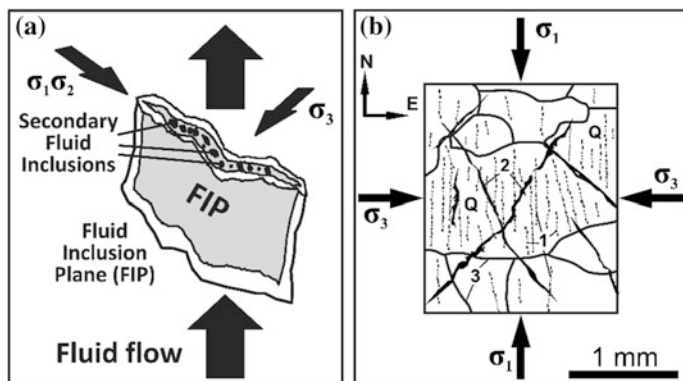 (a)
σ₁σ₂
σ₃
Secondary
Fluid
Inclusions
FIP
Fluid
Inclusion
Plane (FIP)
Fluid flow
(b)
σ₁
N
E
Q
2
σ₃
σ₃
Q
1
3
σ₁
1 mm